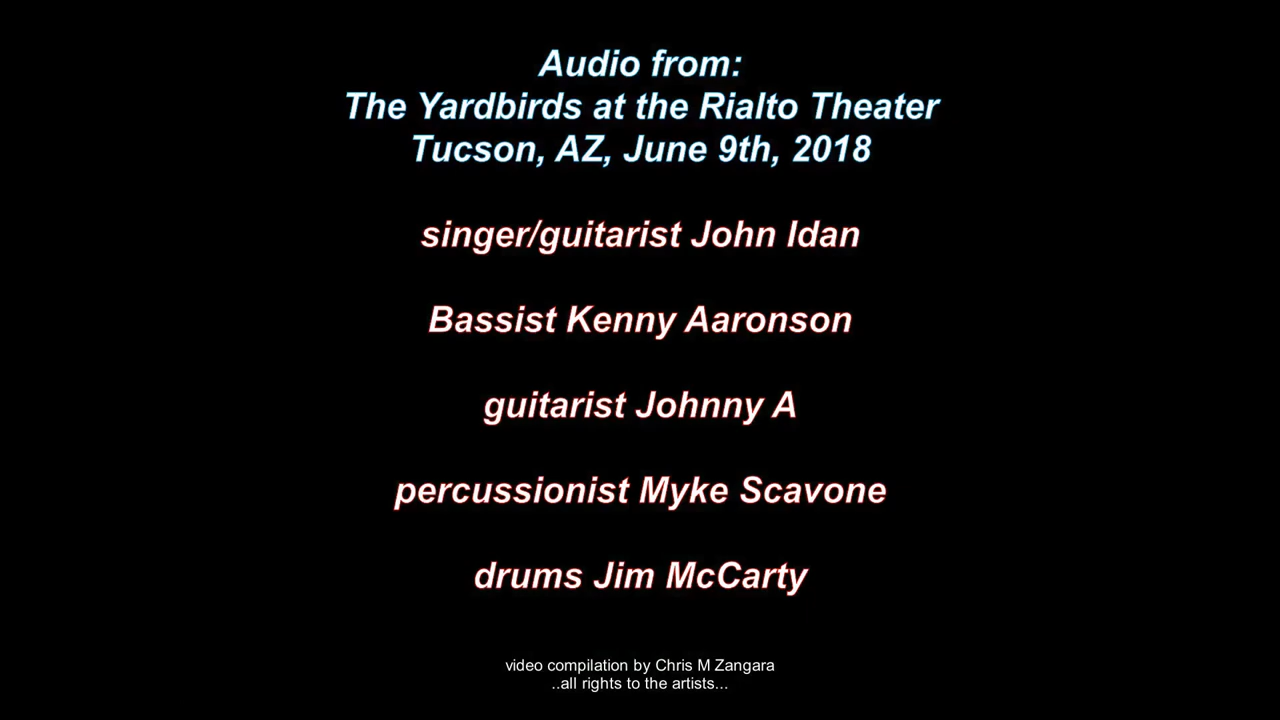 Audio from:
The Yardbirds at the Rialto Theater
Tucson, AZ, June 9th, 2018
singer/guitarist John Idan
Bassist Kenny Aaronson
guitarist Johnny A
percussionist Myke Scavone
drums Jim McCarty
video compilation by Chris M Zangara
..all rights to the artists...